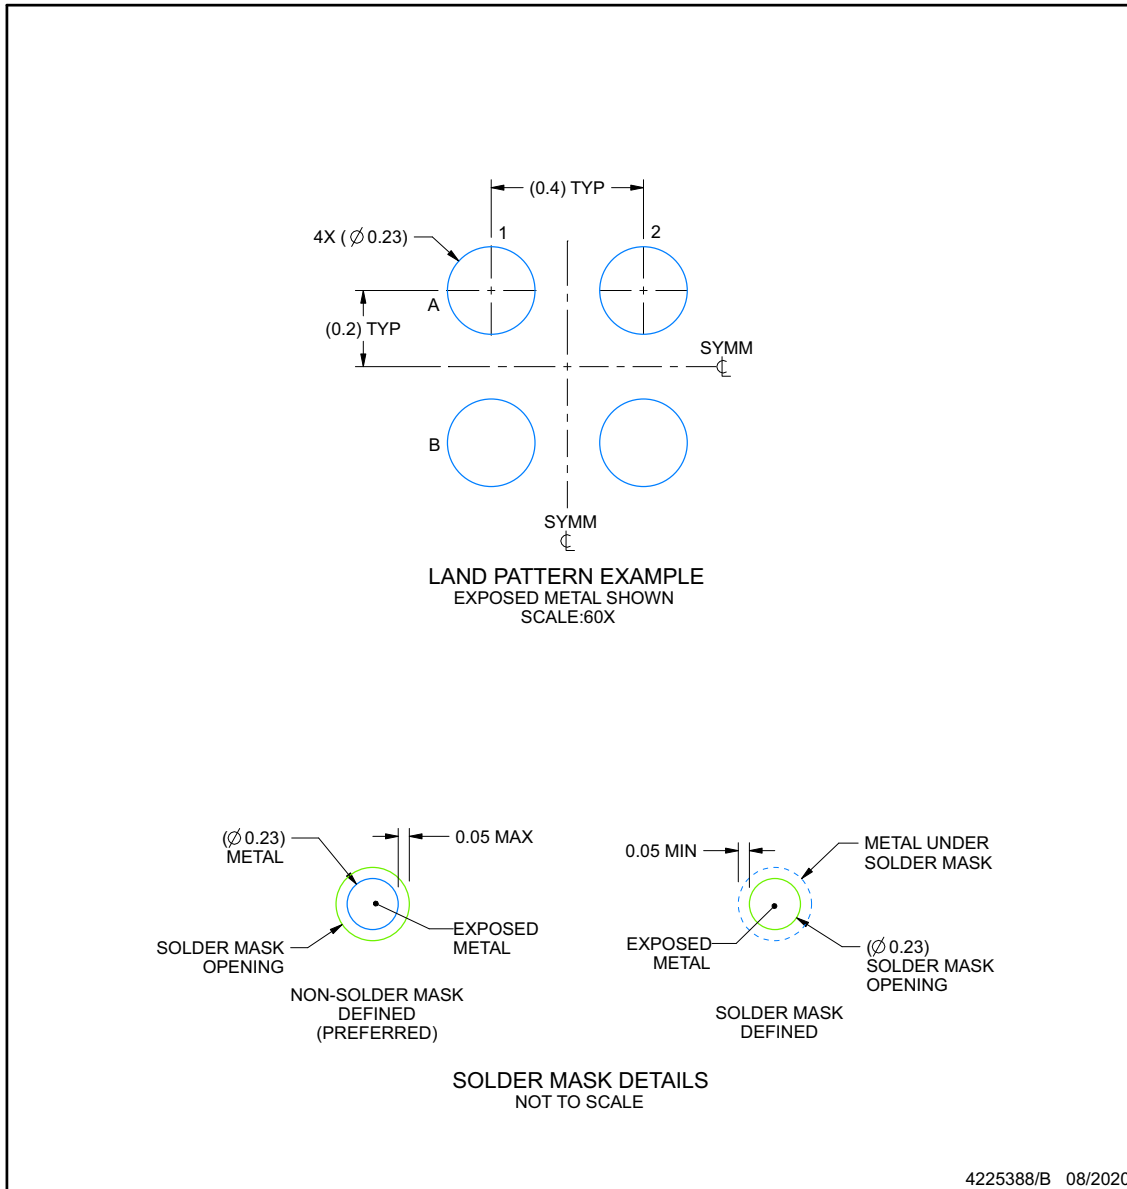 (0.4) TYP
4X ( Ø 0.23)
1
2
A
(0.2) TYP
SYMM
℄
B
SYMM
℄
LAND PATTERN EXAMPLE
EXPOSED METAL SHOWN
SCALE:60X
(Ø 0.23)
METAL
0.05 MAX
EXPOSED
METAL
SOLDER MASK
OPENING
NON-SOLDER MASK
DEFINED
(PREFERRED)
0.05 MIN
METAL UNDER
SOLDER MASK
EXPOSED
METAL
(Ø 0.23)
SOLDER MASK
OPENING
SOLDER MASK
DEFINED
SOLDER MASK DETAILS
NOT TO SCALE
4225388/B 08/2020